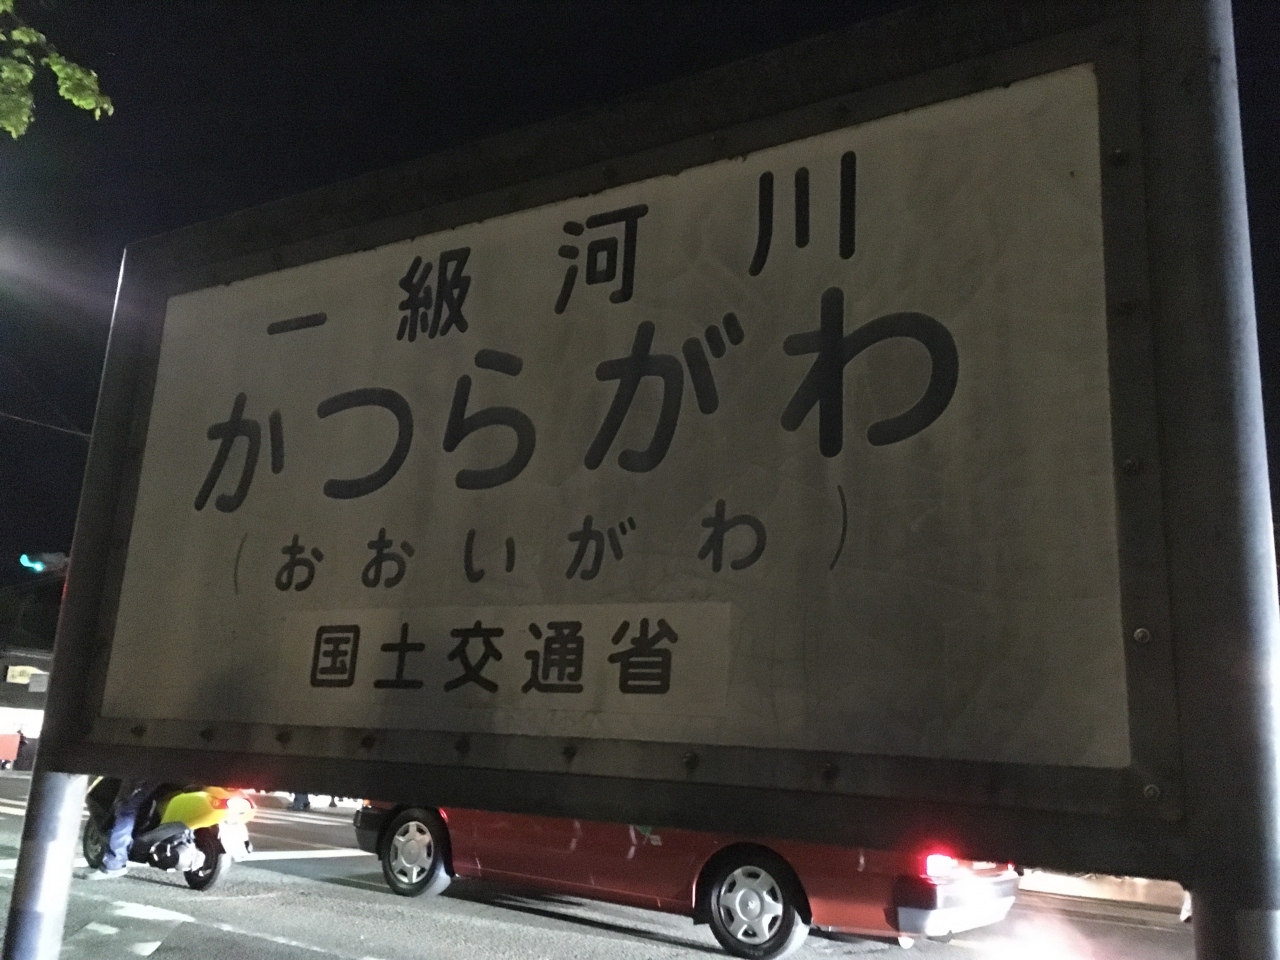 一級河川
かつらがわ
(おおいがわ)
国土交通省